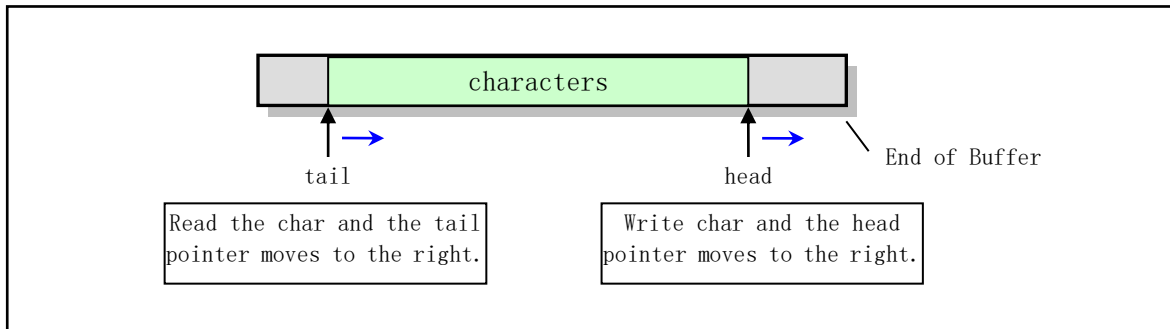 characters
End of Buffer
tail
head
Read the char and the tail
pointer moves to the right.
Write char and the head
pointer moves to the right.